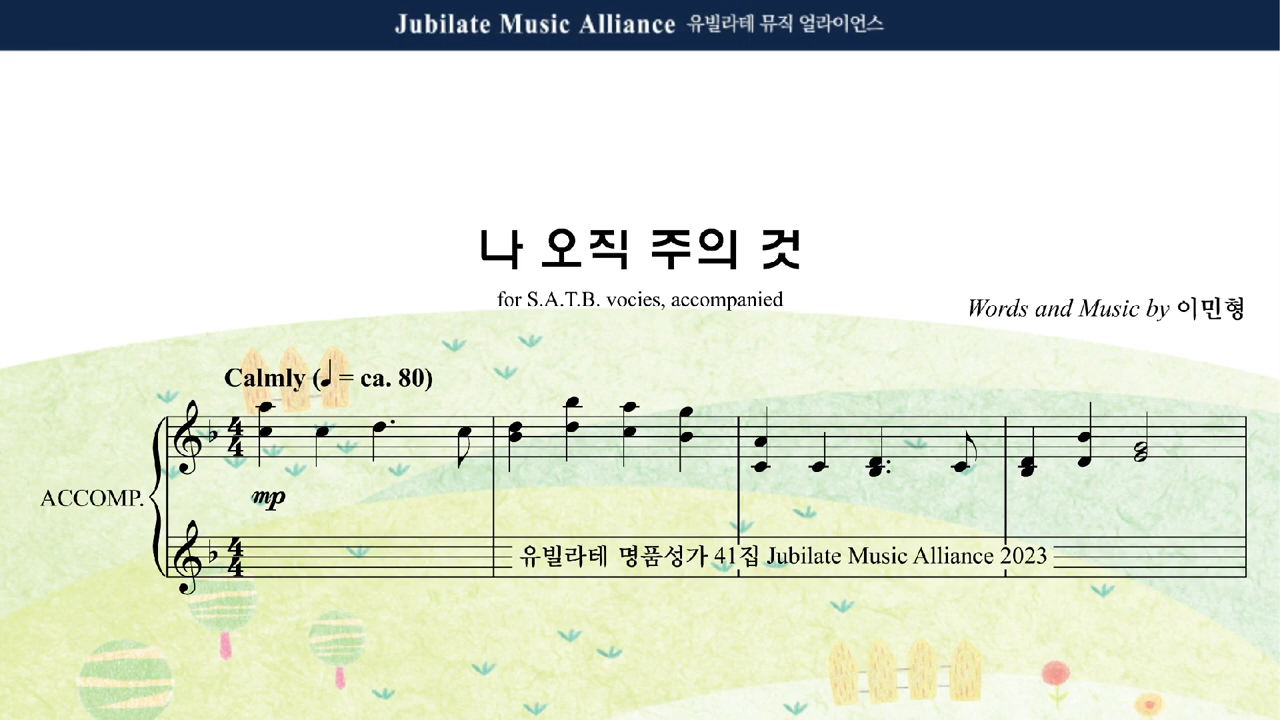 Jubilate Music Alliance 유빌라테 뮤직 얼라이언스
나 오직 주의 것
for S.A.T.B. vocies, accompanied
Words and Music by 이민형
Calmly (♩ = ca. 80)
ACCOMP.
mp
유빌라테 명품성가 41집 Jubilate Music Alliance 2023